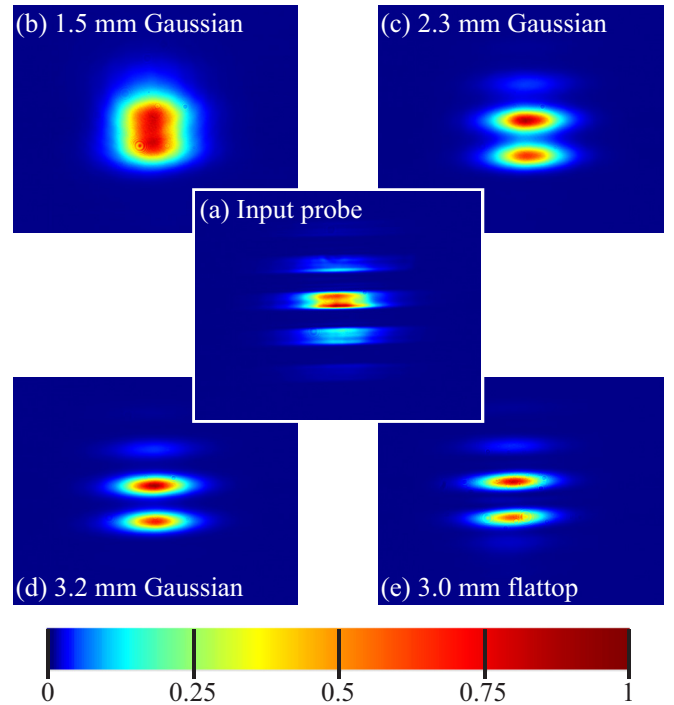 (b) 1.5 mm Gaussian
(c) 2.3 mm Gaussian
(a) Input probe
(d) 3.2 mm Gaussian
(e) 3.0 mm flattop
0 0.25 0.5 0.75 1